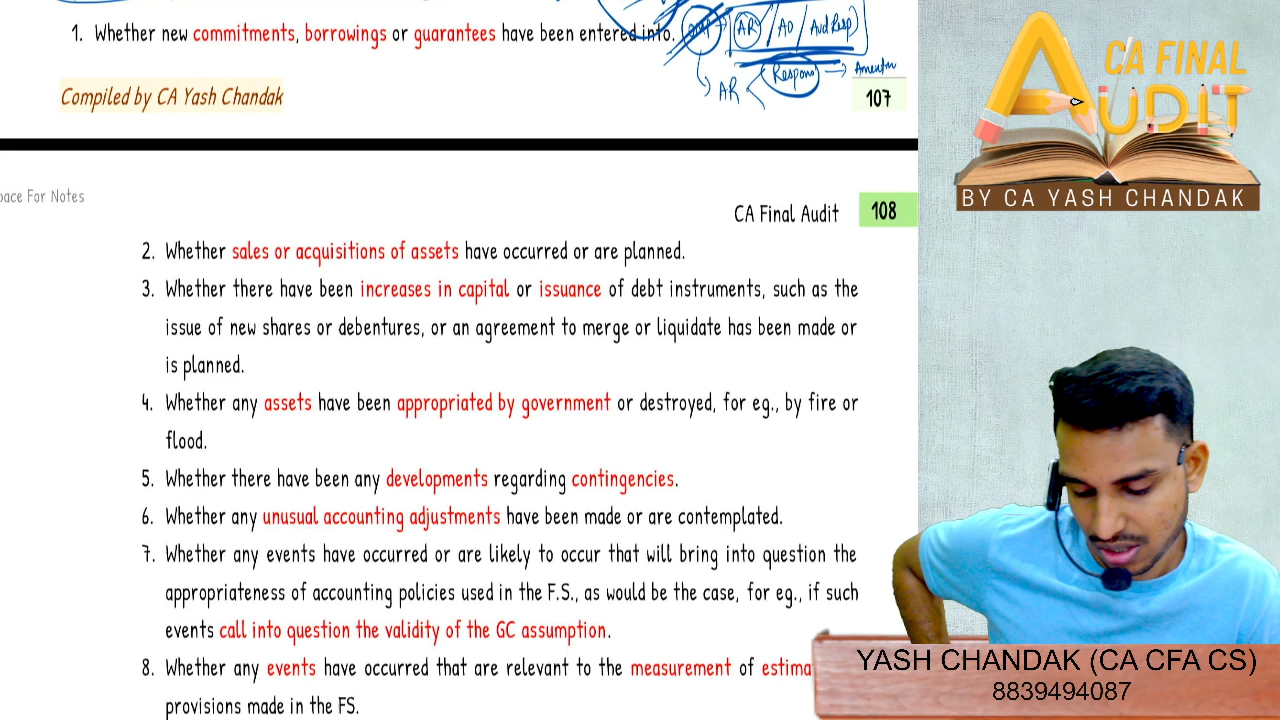 1. Whether new commitments, borrowings or guarantees have been entered into.
AR / AD / Aud Resp)
AR
Respons
Compiled by CA Yash Chandak
107
pace For Notes
CA Final Audit 108
2. Whether sales or acquisitions of assets have occurred or are planned.
3. Whether there have been increases in capital or issuance of debt instruments, such as the
issue of new shares or debentures, or an agreement to merge or liquidate has been made or
is planned.
4. Whether any assets have been appropriated by government or destroyed, for eg., by fire or
flood.
5. Whether there have been any developments regarding contingencies.
6. Whether any unusual accounting adjustments have been made or are contemplated.
7. Whether any events have occurred or are likely to occur that will bring into question the
appropriateness of accounting policies used in the F.S., as would be the case, for eg., if such
events call into question the validity of the GC assumption.
8. Whether any events have occurred that are relevant to the measurement of estima
provisions made in the FS.
CA FINAL
AUDIT
BY CA YASH CHANDAK
YASH CHANDAK (CA CFA CS)
8839494087